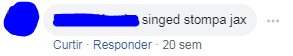 singed stompa jax
Curtir · Responder · 20 sem